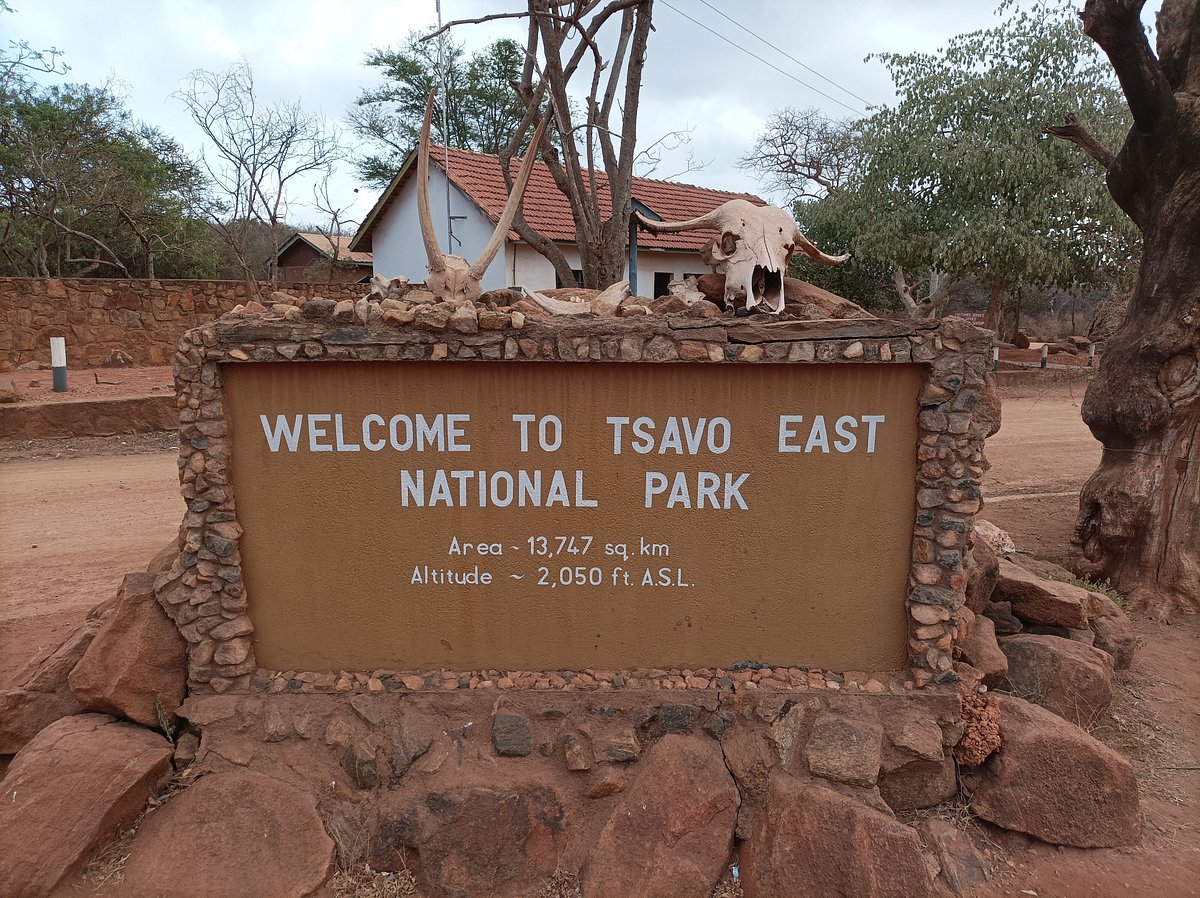 WELCOME TO TSAVO EAST
NATIONAL PARK
Area ~ 13,747 sq. km
Altitude ~ 2,050 ft. A.S.L.